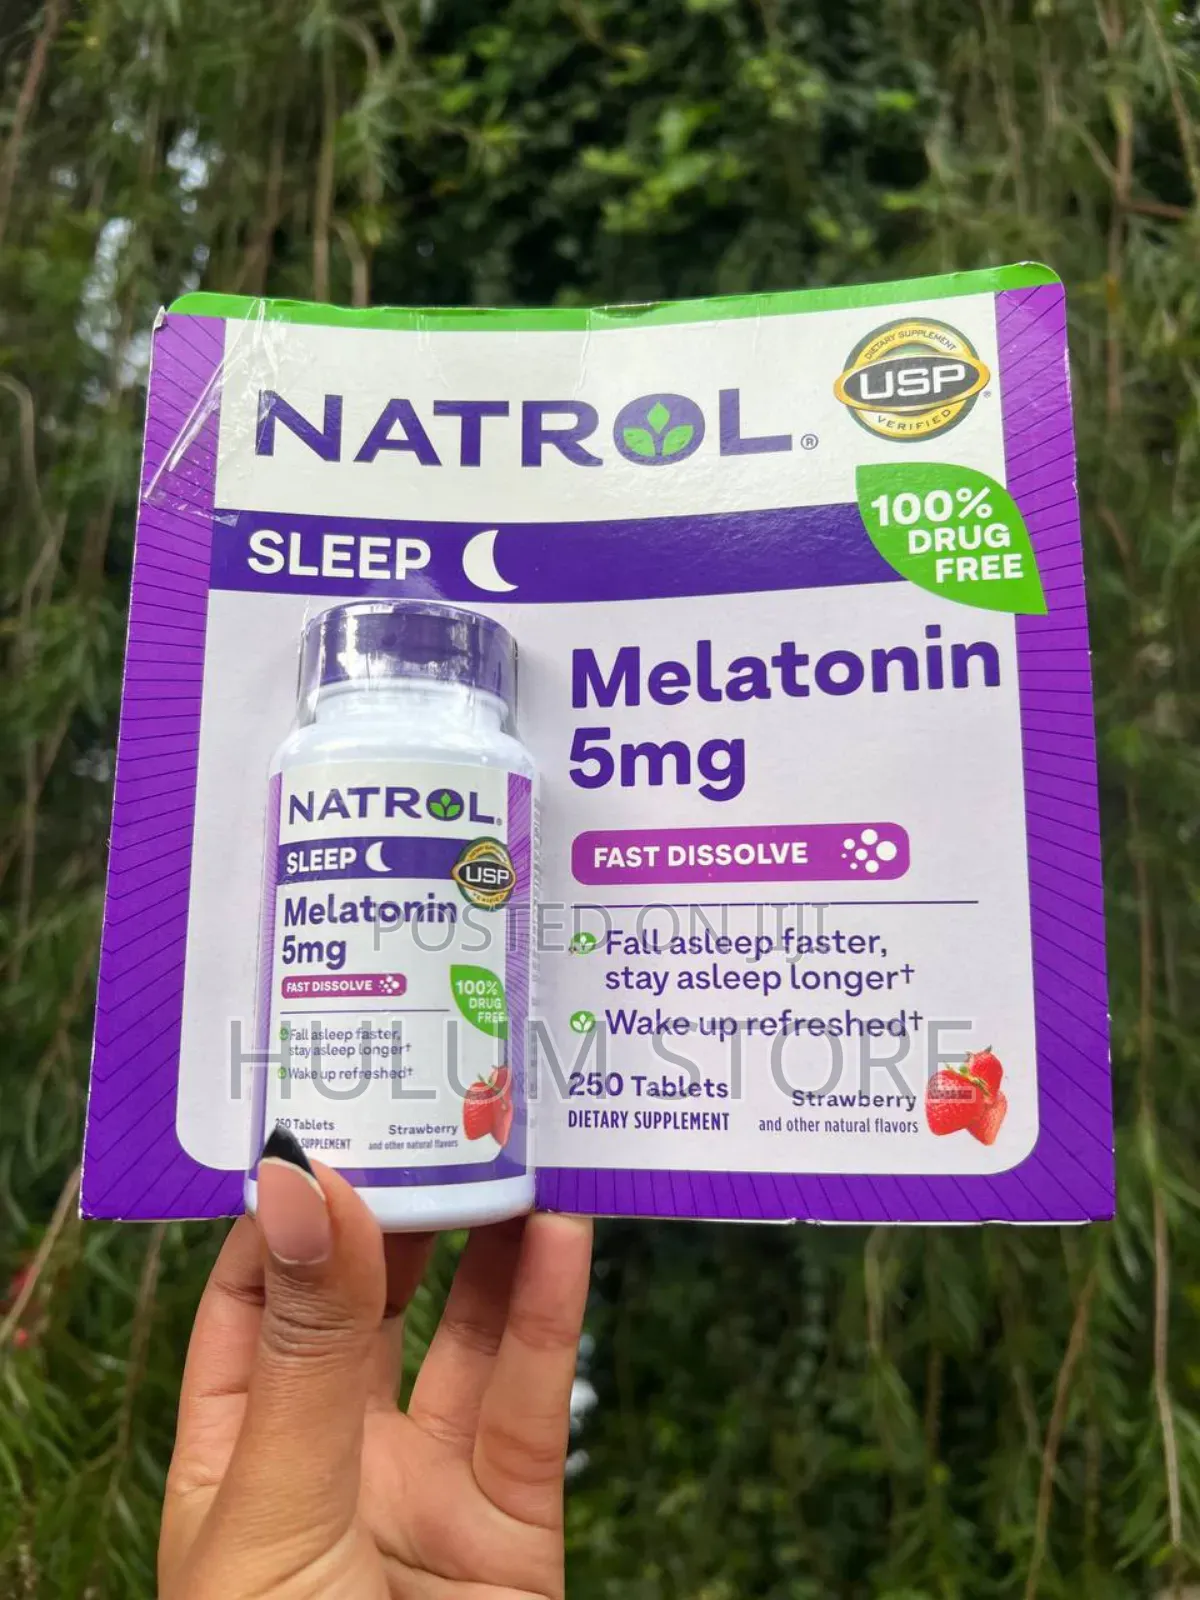 NATROL®
DIETARY SUPPLEMENT
USP®
VERIFIED
100%
DRUG
FREE
SLEEP
Melatonin
5mg
FAST DISSOLVE
Fall asleep faster,
stay asleep longer†
Wake up refreshed†
250 Tablets
DIETARY SUPPLEMENT
Strawberry
and other natural flavors
NATROL®
SLEEP
USP
Melatonin
5mg
FAST DISSOLVE
100%
DRUG
FREE
Fall asleep faster,
stay asleep longer†
Wake up refreshed†
250 Tablets
SUPPLEMENT
Strawberry
and other natural flavors
POSTED ON JIJI
HULUM STORE